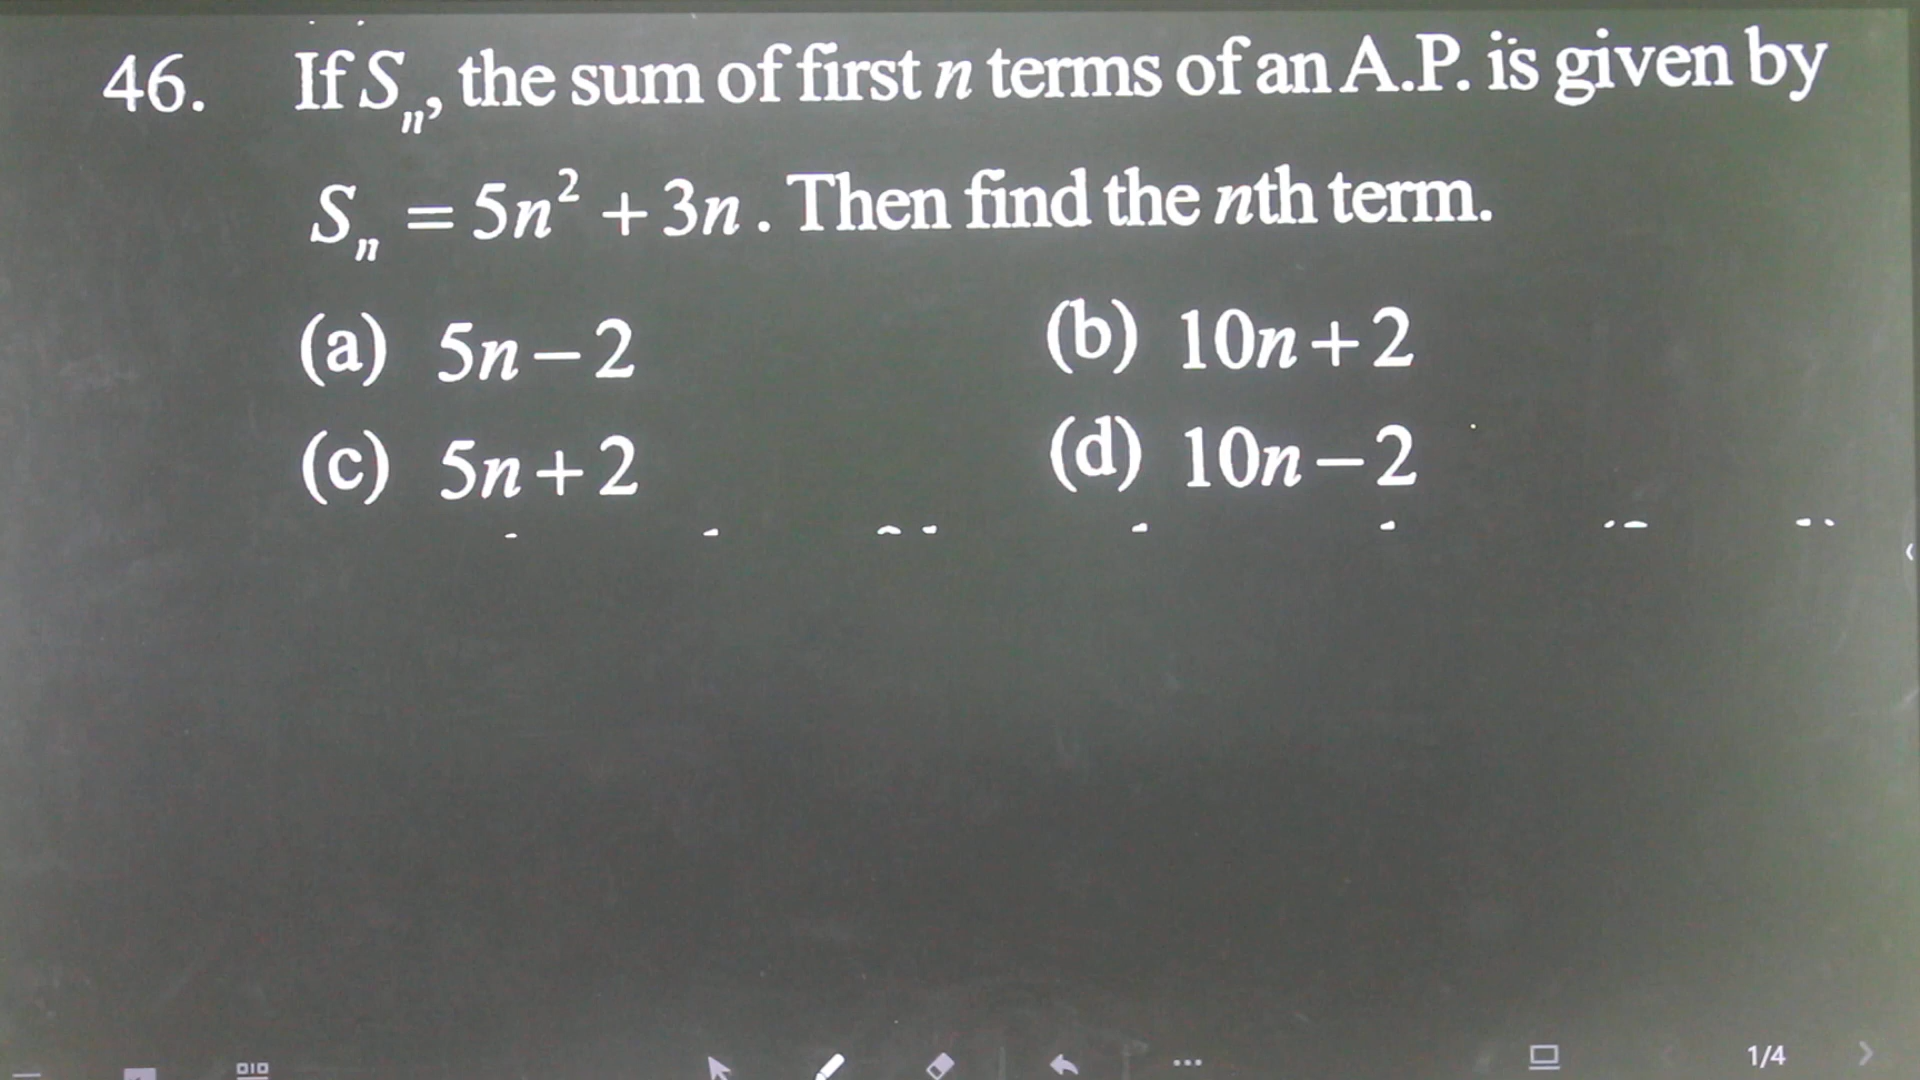 46. If Sₙ, the sum of first n terms of an A.P. is given by
Sₙ = 5n² + 3n. Then find the nth term.
(a) 5n – 2 (b) 10n + 2
(c) 5n + 2 (d) 10n – 2
1/4